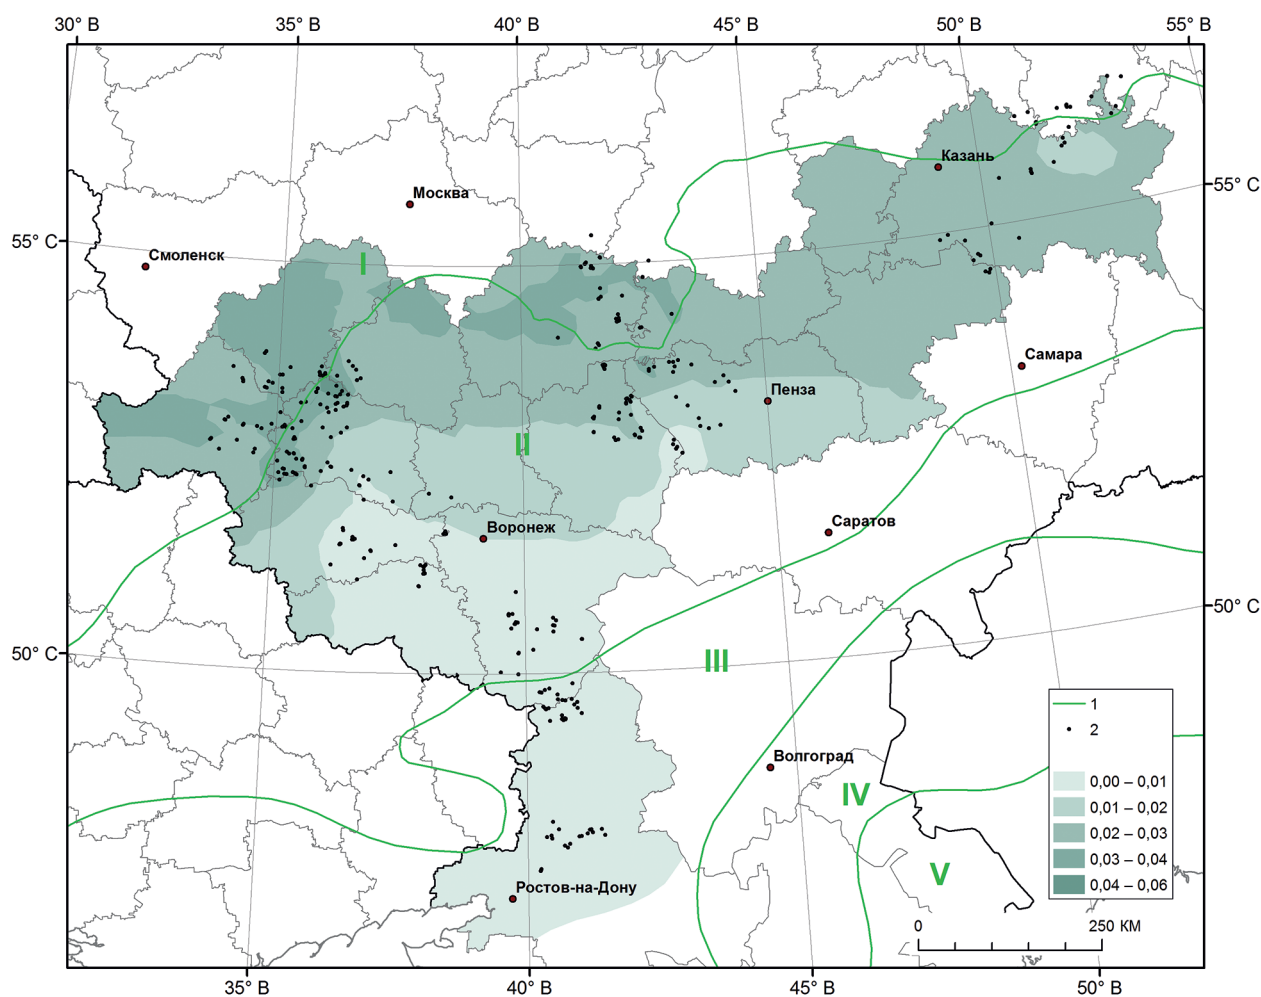 30° В 35° В 40° В 45° В 50° В 55° В
Казань
55° С
Москва
55° С
Смоленск
I
Самара
Пенза
II
Саратов
Воронеж
50° С
50° С
III
1
2
Волгоград
0,00 – 0,01
IV
0,01 – 0,02
0,02 – 0,03
0,03 – 0,04
V
Ростов-на-Дону
0,04 – 0,06
0 250 КМ
35° В 40° В 45° В 50° В